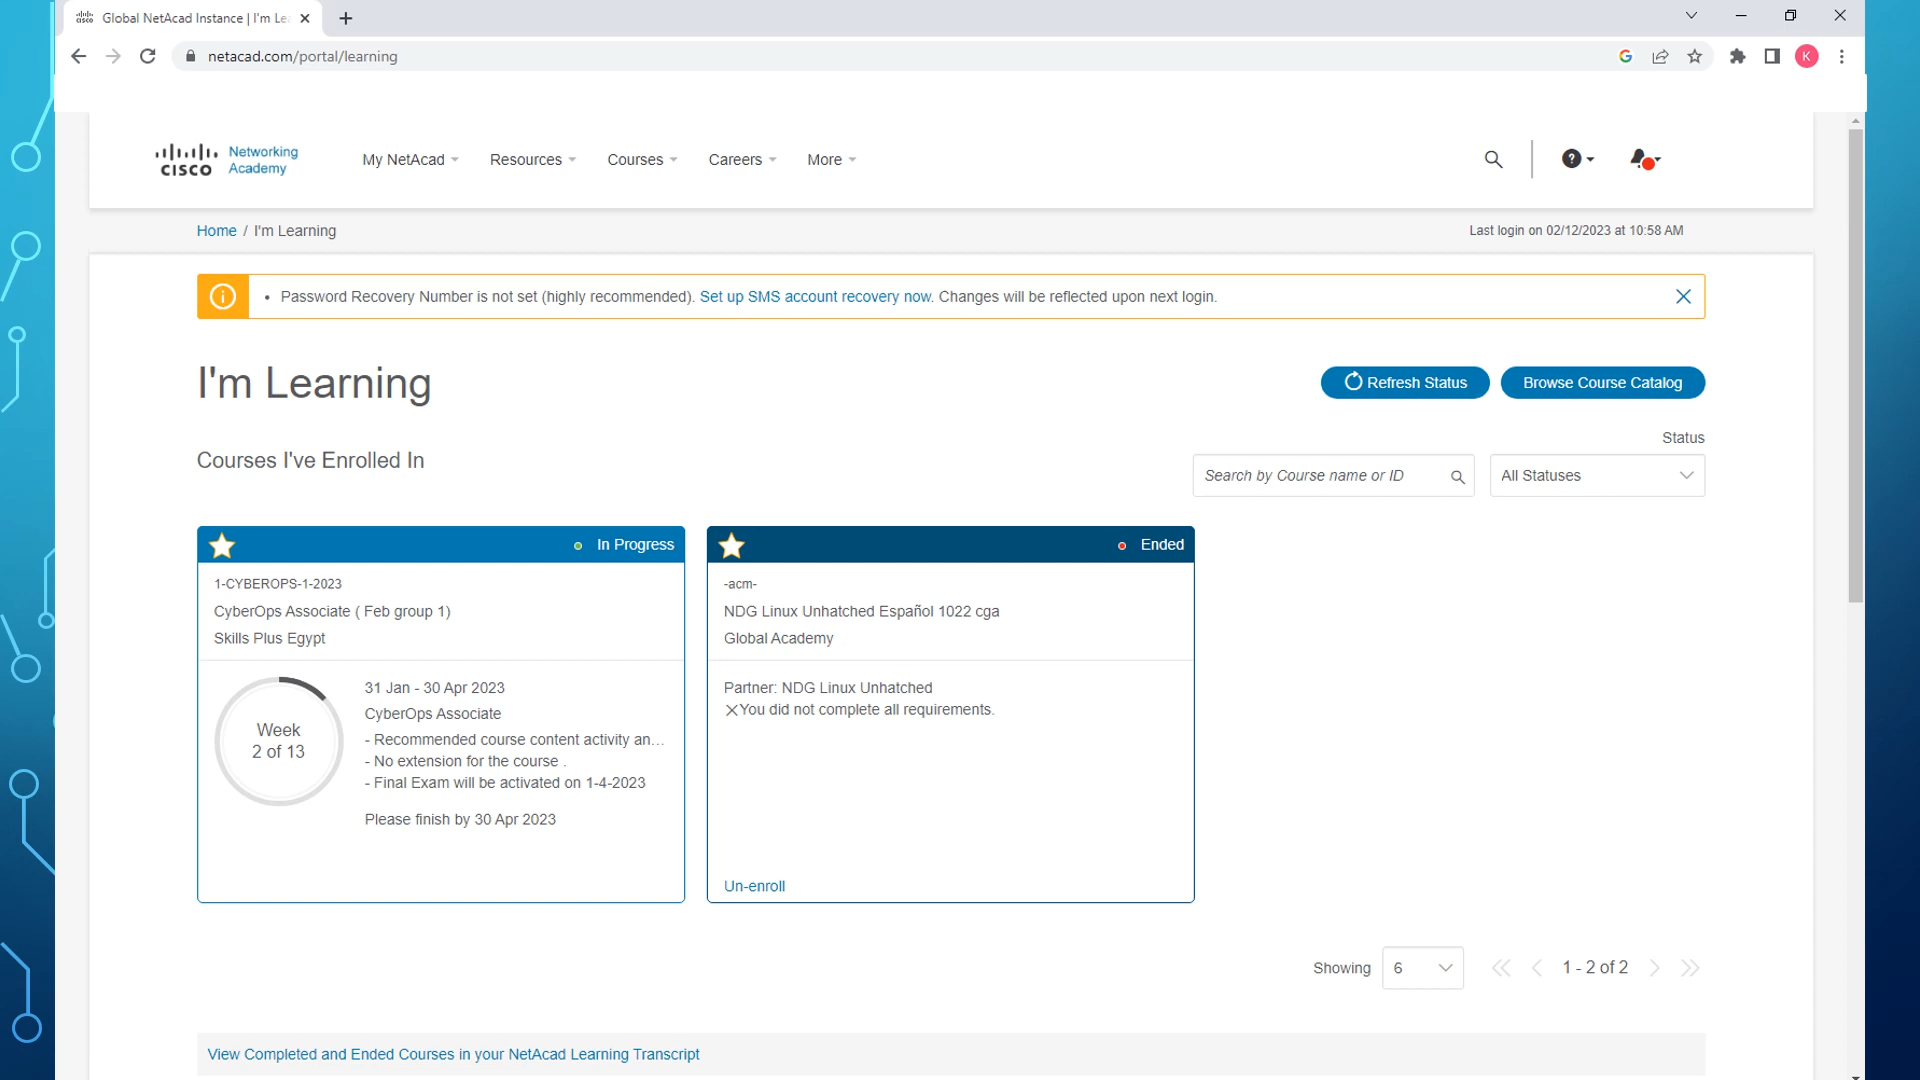 Global NetAcad Instance | I'm Le
netacad.com/portal/learning
K
CISCO
Networking
Academy
My NetAcad
Resources
Courses
Careers
More
Home / I'm Learning
Last login on 02/12/2023 at 10:58 AM
• Password Recovery Number is not set (highly recommended). Set up SMS account recovery now. Changes will be reflected upon next login.
I'm Learning
Refresh Status
Browse Course Catalog
Status
Courses I've Enrolled In
Search by Course name or ID
All Statuses
In Progress
1-CYBEROPS-1-2023
CyberOps Associate ( Feb group 1)
Skills Plus Egypt
Week
2 of 13
31 Jan - 30 Apr 2023
CyberOps Associate
- Recommended course content activity an...
- No extension for the course .
- Final Exam will be activated on 1-4-2023
Please finish by 30 Apr 2023
Ended
-acm-
NDG Linux Unhatched Español 1022 cga
Global Academy
Partner: NDG Linux Unhatched
You did not complete all requirements.
Un-enroll
Showing 6
1 - 2 of 2
View Completed and Ended Courses in your NetAcad Learning Transcript